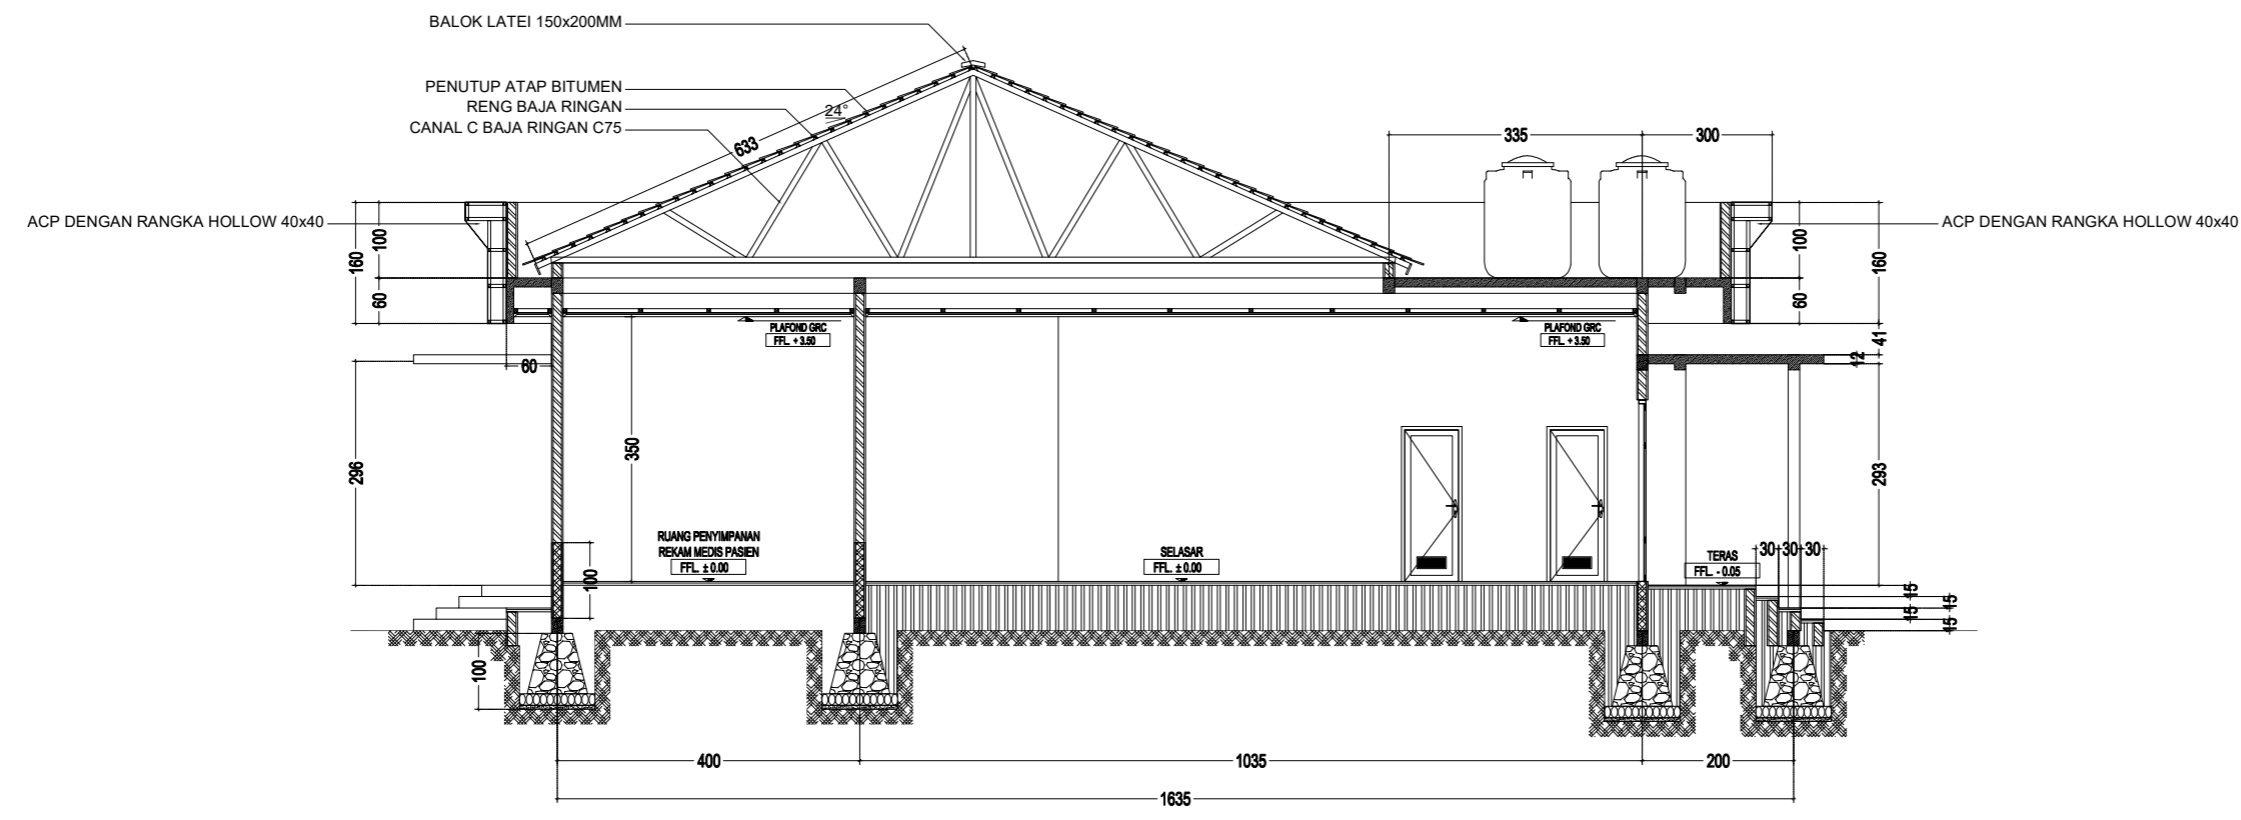 BALOK LATEI 150x200MM
PENUTUP ATAP BITUMEN
RENG BAJA RINGAN
CANAL C BAJA RINGAN C75
24°
633
335
300
ACP DENGAN RANGKA HOLLOW 40x40
ACP DENGAN RANGKA HOLLOW 40x40
160
100
60
100
160
60
PLAFOND GRC
FFL. + 3.50
PLAFOND GRC
FFL. + 3.50
41
12
60
296
350
293
RUANG PENYIMPANAN
REKAM MEDIS PASIEN
FFL. ± 0.00
SELASAR
FFL. ± 0.00
TERAS
FFL. - 0.05
30
30
30
100
15
15
15
15
100
400
1035
200
1635